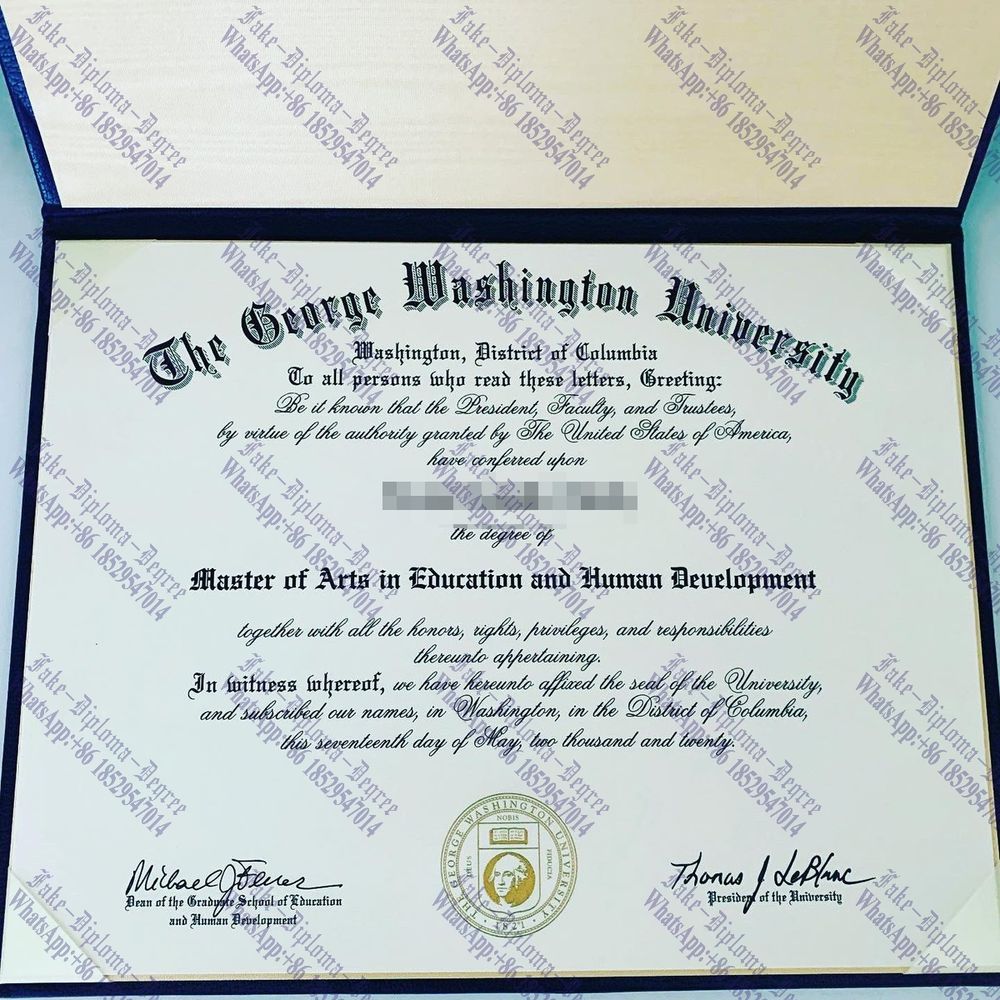 The George Washington University
Washington, District of Columbia
To all persons who read these letters, Greeting:
Be it known that the President, Faculty, and Trustees,
by virtue of the authority granted by The United States of America,
have conferred upon
the degree of
Master of Arts in Education and Human Development
together with all the honors, rights, privileges, and responsibilities
thereunto appertaining.
In witness whereof, we have hereunto affixed the seal of the University,
and subscribed our names, in Washington, in the District of Columbia,
this seventeenth day of May, two thousand and twenty.
THE GEORGE WASHINGTON UNIVERSITY
DEUS
NOBIS
FIDUCIA
1821
Michael J Feuer
Dean of the Graduate School of Education
and Human Development
Thomas J LeBlanc
President of the University
Fake-Diploma-Degree
WhatsApp:+86 18529547014